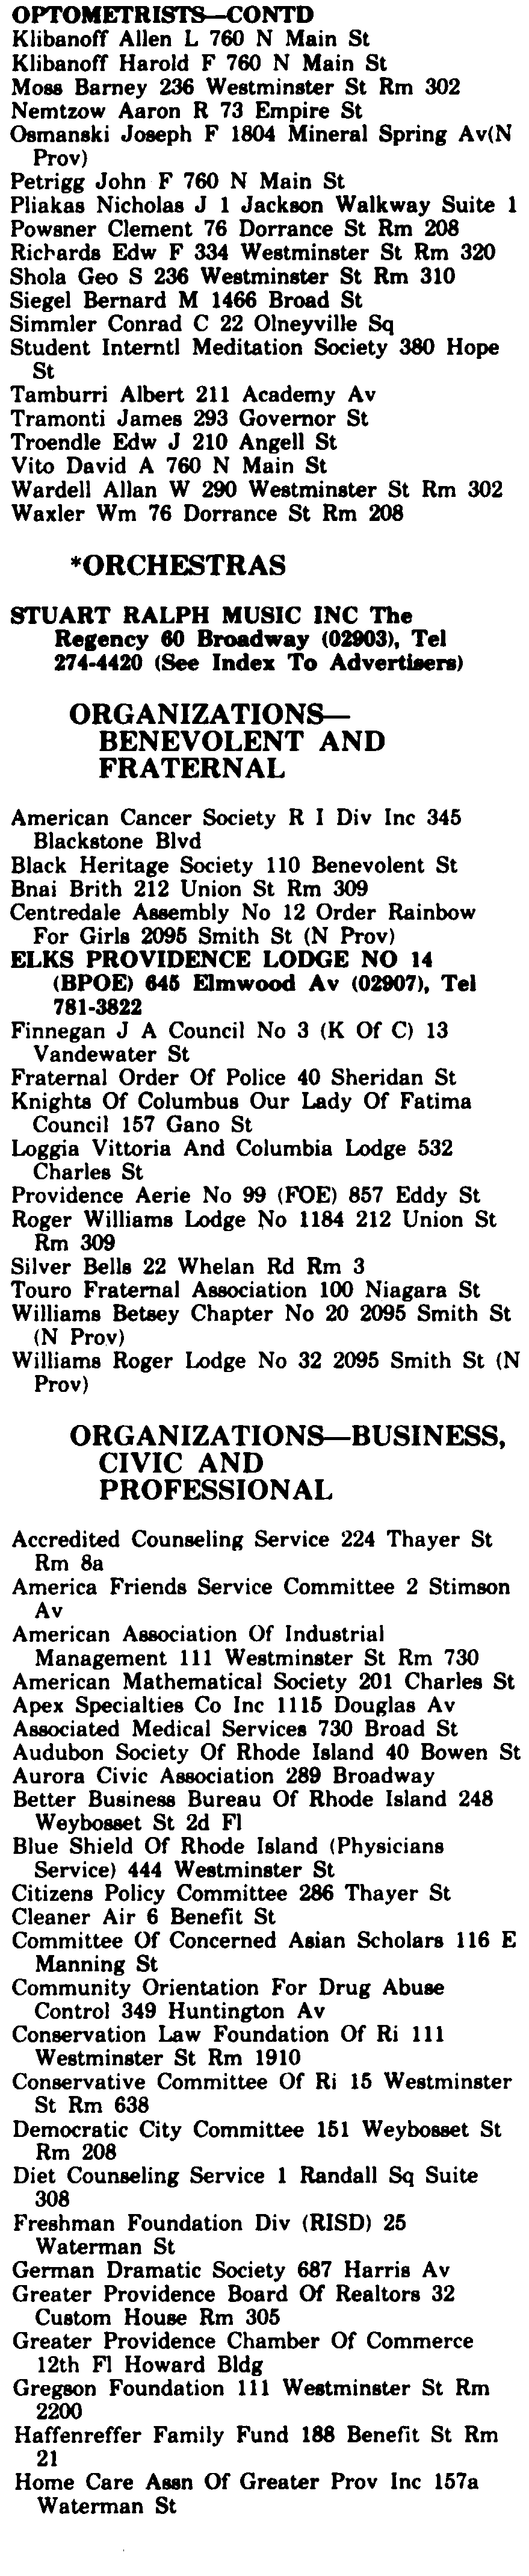 OPTOMETRISTS—CONTD
Klibanoff Allen L 760 N Main St
Klibanoff Harold F 760 N Main St
Moss Barney 236 Westminster St Rm 302
Nemtzow Aaron R 73 Empire St
Osmanski Joseph F 1804 Mineral Spring Av(N
Prov)
Petrigg John F 760 N Main St
Pliakas Nicholas J 1 Jackson Walkway Suite 1
Powsner Clement 76 Dorrance St Rm 208
Richards Edw F 334 Westminster St Rm 320
Shola Geo S 236 Westminster St Rm 310
Siegel Bernard M 1466 Broad St
Simmler Conrad C 22 Olneyville Sq
Student Interntl Meditation Society 380 Hope
St
Tamburri Albert 211 Academy Av
Tramonti James 293 Governor St
Troendle Edw J 210 Angell St
Vito David A 760 N Main St
Wardell Allan W 290 Westminster St Rm 302
Waxler Wm 76 Dorrance St Rm 208
*ORCHESTRAS
STUART RALPH MUSIC INC The
Regency 60 Broadway (02903), Tel
274-4420 (See Index To Advertisers)
ORGANIZATIONS—
BENEVOLENT AND
FRATERNAL
American Cancer Society R I Div Inc 345
Blackstone Blvd
Black Heritage Society 110 Benevolent St
Bnai Brith 212 Union St Rm 309
Centredale Assembly No 12 Order Rainbow
For Girls 2095 Smith St (N Prov)
ELKS PROVIDENCE LODGE NO 14
(BPOE) 645 Elmwood Av (02907), Tel
781-3822
Finnegan J A Council No 3 (K Of C) 13
Vandewater St
Fraternal Order Of Police 40 Sheridan St
Knights Of Columbus Our Lady Of Fatima
Council 157 Gano St
Loggia Vittoria And Columbia Lodge 532
Charles St
Providence Aerie No 99 (FOE) 857 Eddy St
Roger Williams Lodge No 1184 212 Union St
Rm 309
Silver Bells 22 Whelan Rd Rm 3
Touro Fraternal Association 100 Niagara St
Williams Betsey Chapter No 20 2095 Smith St
(N Prov)
Williams Roger Lodge No 32 2095 Smith St (N
Prov)
ORGANIZATIONS—BUSINESS,
CIVIC AND
PROFESSIONAL
Accredited Counseling Service 224 Thayer St
Rm 8a
America Friends Service Committee 2 Stimson
Av
American Association Of Industrial
Management 111 Westminster St Rm 730
American Mathematical Society 201 Charles St
Apex Specialties Co Inc 1115 Douglas Av
Associated Medical Services 730 Broad St
Audubon Society Of Rhode Island 40 Bowen St
Aurora Civic Association 289 Broadway
Better Business Bureau Of Rhode Island 248
Weybosset St 2d Fl
Blue Shield Of Rhode Island (Physicians
Service) 444 Westminster St
Citizens Policy Committee 286 Thayer St
Cleaner Air 6 Benefit St
Committee Of Concerned Asian Scholars 116 E
Manning St
Community Orientation For Drug Abuse
Control 349 Huntington Av
Conservation Law Foundation Of Ri 111
Westminster St Rm 1910
Conservative Committee Of Ri 15 Westminster
St Rm 638
Democratic City Committee 151 Weybosset St
Rm 208
Diet Counseling Service 1 Randall Sq Suite
308
Freshman Foundation Div (RISD) 25
Waterman St
German Dramatic Society 687 Harris Av
Greater Providence Board Of Realtors 32
Custom House Rm 305
Greater Providence Chamber Of Commerce
12th Fl Howard Bldg
Gregson Foundation 111 Westminster St Rm
2200
Haffenreffer Family Fund 188 Benefit St Rm
21
Home Care Assn Of Greater Prov Inc 157a
Waterman St